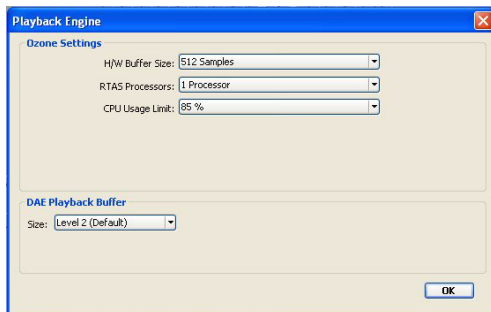 Playback Engine
Ozone Settings
H/W Buffer Size: 512 Samples
RTAS Processors: 1 Processor
CPU Usage Limit: 85 %
DAE Playback Buffer
Size: Level 2 (Default)
OK